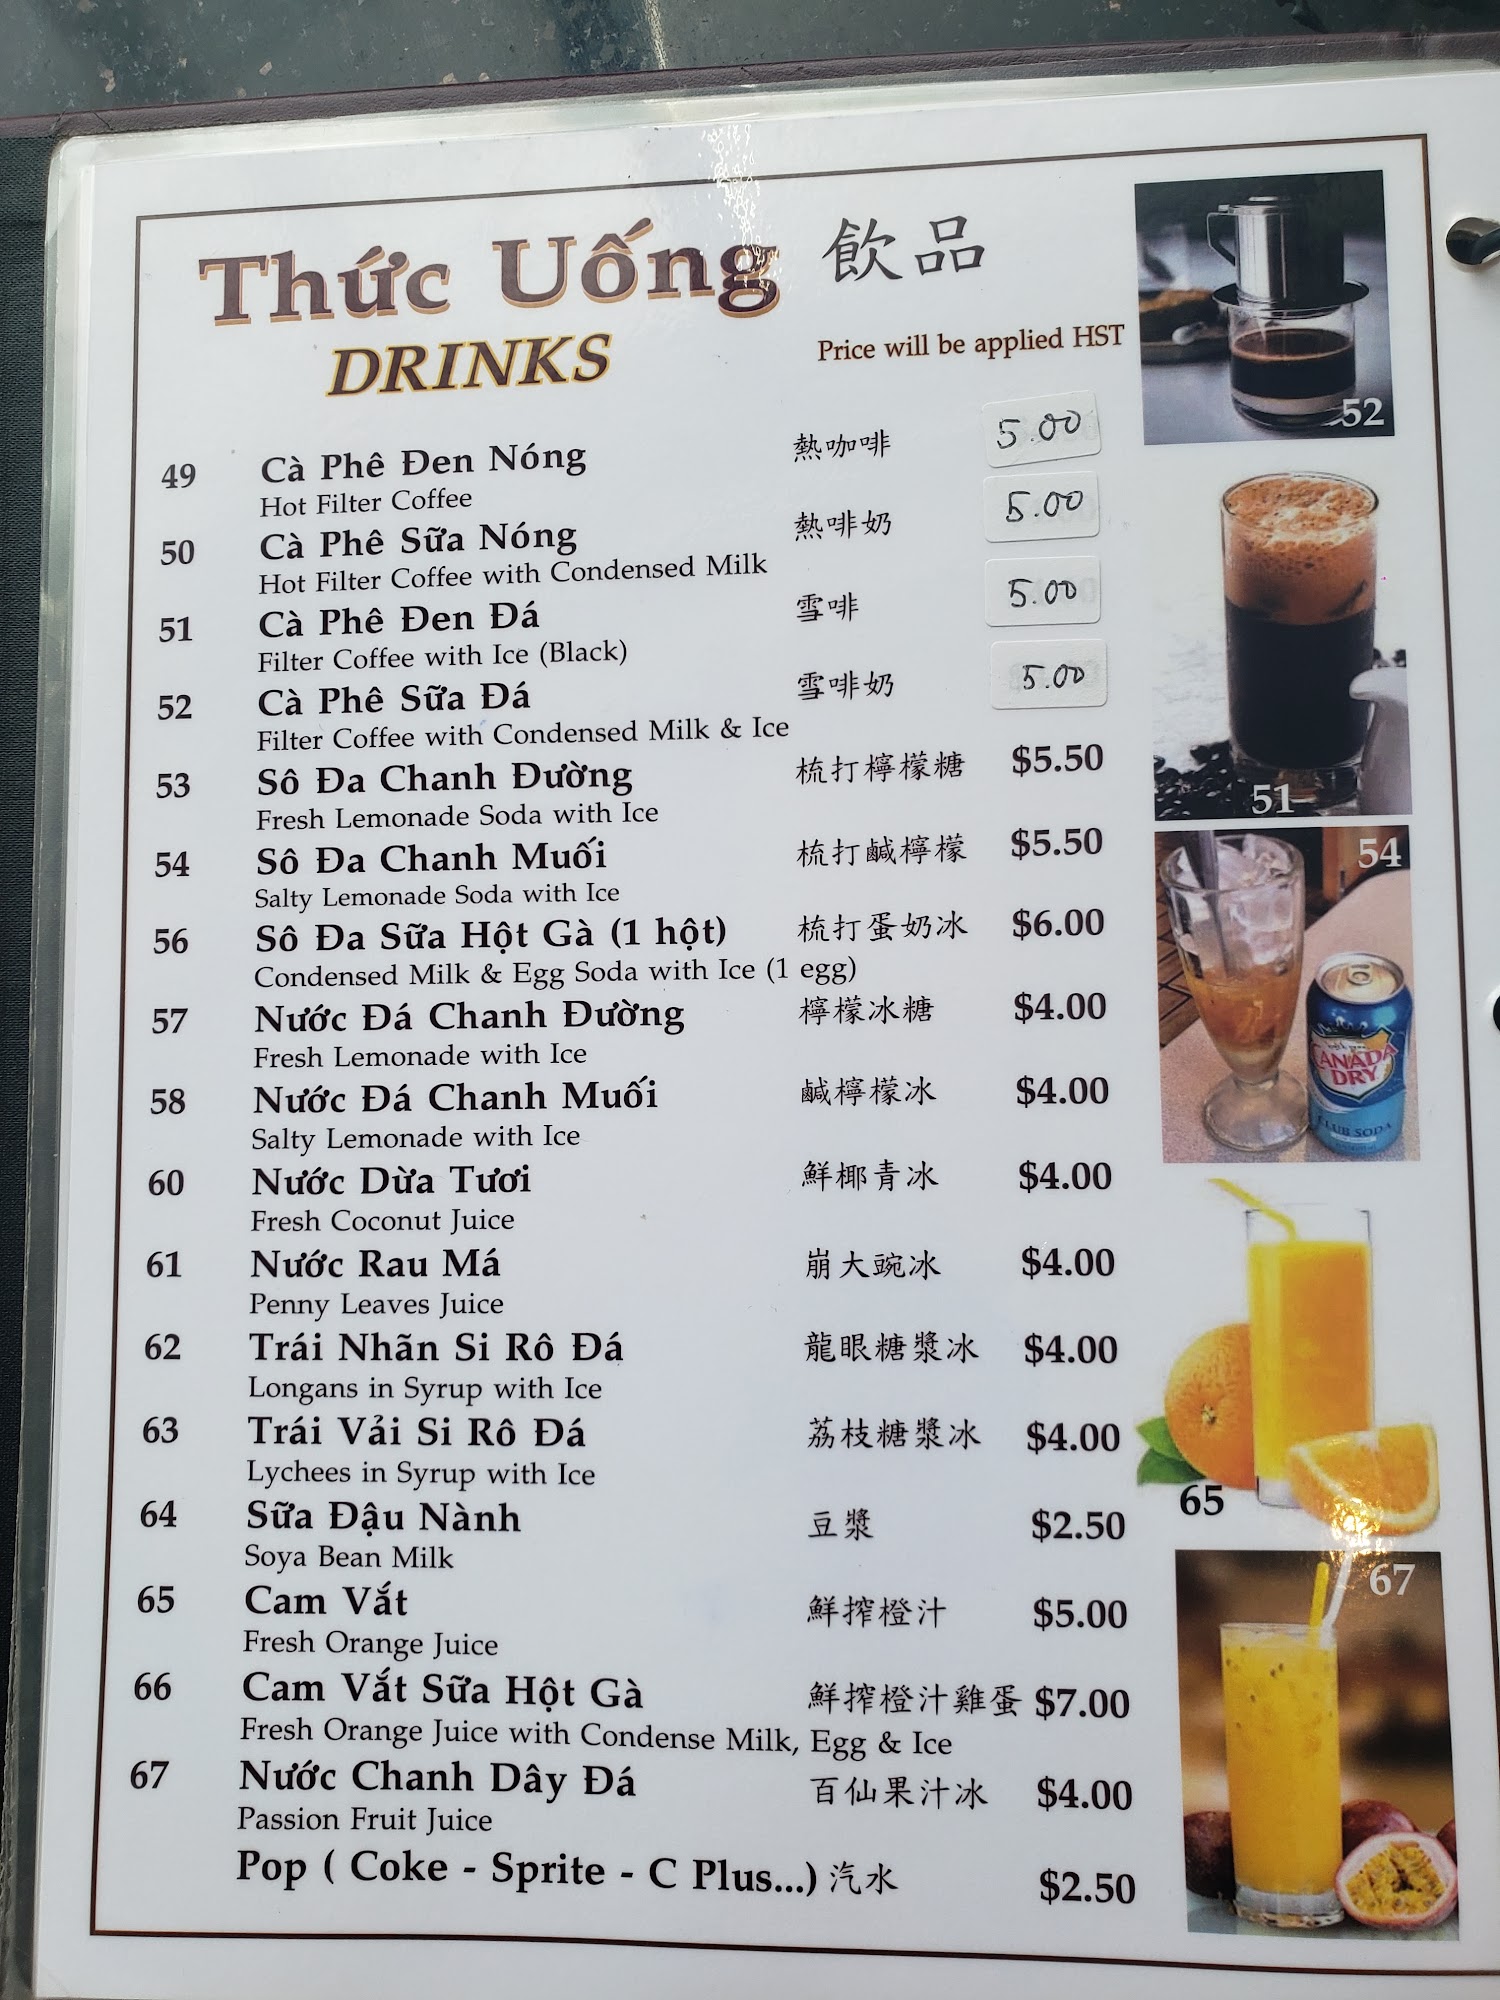 Thức Uống 飲品
DRINKS
Price will be applied HST
49 Cà Phê Đen Nóng 熱咖啡 5.00
Hot Filter Coffee
50 Cà Phê Sữa Nóng 熱啡奶 5.00
Hot Filter Coffee with Condensed Milk
51 Cà Phê Đen Đá 雪啡 5.00
Filter Coffee with Ice (Black)
52 Cà Phê Sữa Đá 雪啡奶 5.00
Filter Coffee with Condensed Milk & Ice
53 Sô Đa Chanh Đường 梳打檸檬糖 $5.50
Fresh Lemonade Soda with Ice
54 Sô Đa Chanh Muối 梳打鹹檸檬 $5.50
Salty Lemonade Soda with Ice
56 Sô Đa Sữa Hột Gà (1 hột) 梳打蛋奶冰 $6.00
Condensed Milk & Egg Soda with Ice (1 egg)
57 Nước Đá Chanh Đường 檸檬冰糖 $4.00
Fresh Lemonade with Ice
58 Nước Đá Chanh Muối 鹹檸檬冰 $4.00
Salty Lemonade with Ice
60 Nước Dừa Tươi 鮮椰青冰 $4.00
Fresh Coconut Juice
61 Nước Rau Má 崩大豌冰 $4.00
Penny Leaves Juice
62 Trái Nhãn Si Rô Đá 龍眼糖漿冰 $4.00
Longans in Syrup with Ice
63 Trái Vải Si Rô Đá 荔枝糖漿冰 $4.00
Lychees in Syrup with Ice
64 Sữa Đậu Nành 豆漿 $2.50
Soya Bean Milk
65 Cam Vắt 鮮搾橙汁 $5.00
Fresh Orange Juice
66 Cam Vắt Sữa Hột Gà 鮮搾橙汁雞蛋 $7.00
Fresh Orange Juice with Condense Milk, Egg & Ice
67 Nước Chanh Dây Đá 百仙果汁冰 $4.00
Passion Fruit Juice
Pop ( Coke - Sprite - C Plus...) 汽水 $2.50
52
51
54
CANADA
DRY
CLUB SODA
65
67